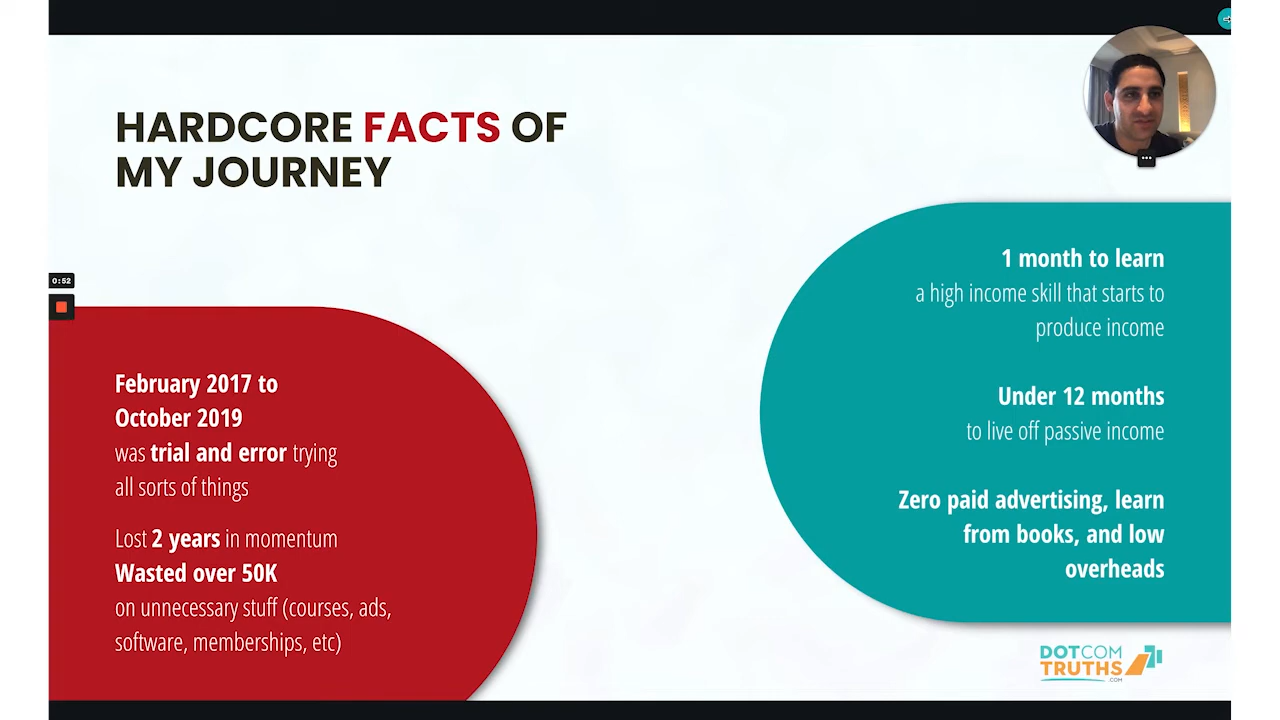 HARDCORE FACTS OF
MY JOURNEY
0:52
February 2017 to
October 2019
was trial and error trying
all sorts of things
Lost 2 years in momentum
Wasted over 50K
on unnecessary stuff (courses, ads,
software, memberships, etc)
1 month to learn
a high income skill that starts to
produce income
Under 12 months
to live off passive income
Zero paid advertising, learn
from books, and low
overheads
DOTCOM
TRUTHS
.COM